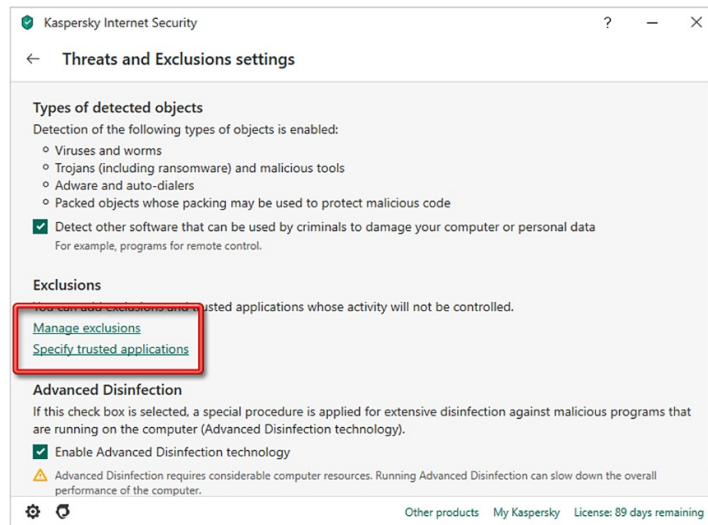 Kaspersky Internet Security
Threats and Exclusions settings
Types of detected objects
Detection of the following types of objects is enabled:
Viruses and worms
Trojans (including ransomware) and malicious tools
Adware and auto-dialers
Packed objects whose packing may be used to protect malicious code
Detect other software that can be used by criminals to damage your computer or personal data
For example, programs for remote control.
Exclusions
You can add exclusions and trusted applications whose activity will not be controlled.
Manage exclusions
Specify trusted applications
Advanced Disinfection
If this check box is selected, a special procedure is applied for extensive disinfection against malicious programs that
are running on the computer (Advanced Disinfection technology).
Enable Advanced Disinfection technology
Advanced Disinfection requires considerable computer resources. Running Advanced Disinfection can slow down the overall
performance of the computer.
Other products My Kaspersky License: 89 days remaining